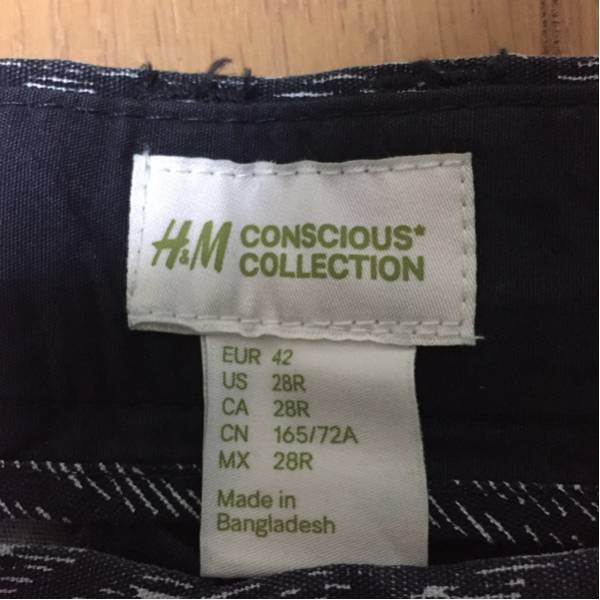 H&M CONSCIOUS*
COLLECTION
EUR 42
US 28R
CA 28R
CN 165/72A
MX 28R
Made in
Bangladesh